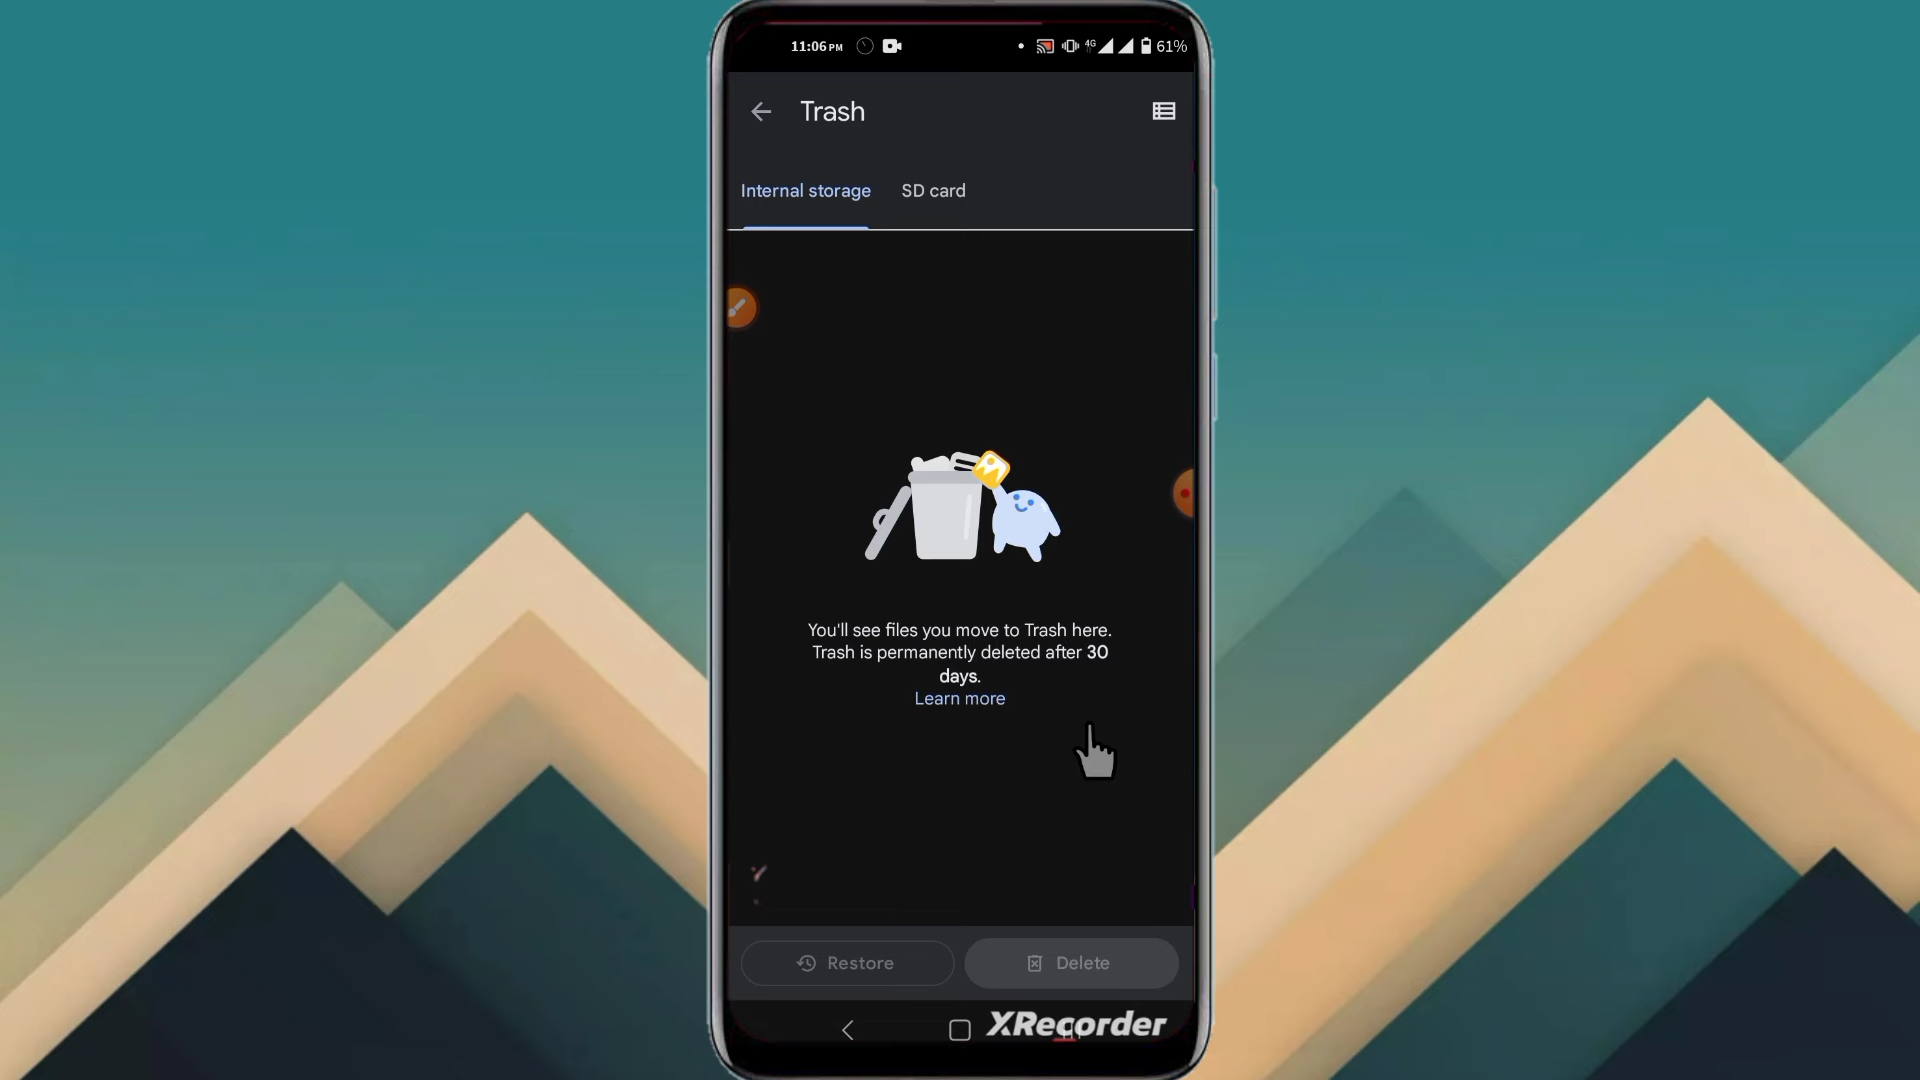 11:06 PM 4G 61%
Trash
Internal storage SD card
You'll see files you move to Trash here.
Trash is permanently deleted after 30
days.
Learn more
Restore Delete
XRecorder